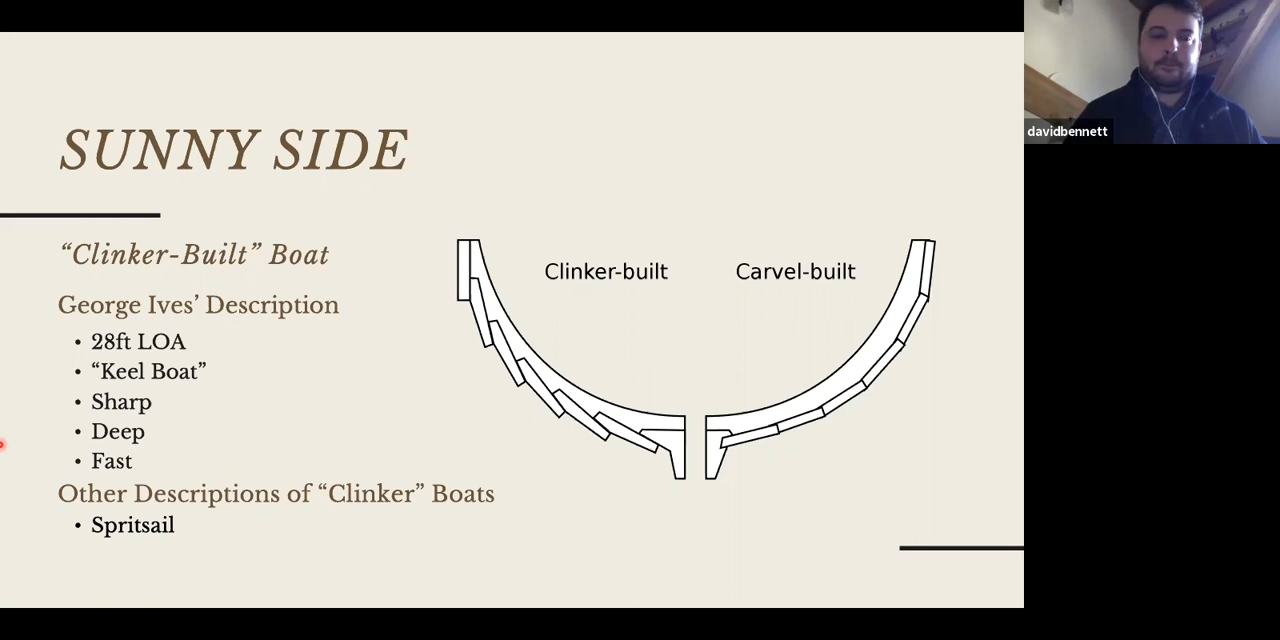 SUNNY SIDE
“Clinker-Built” Boat
George Ives’ Description
• 28ft LOA
• “Keel Boat”
• Sharp
• Deep
• Fast
Other Descriptions of “Clinker” Boats
• Spritsail
Clinker-built
Carvel-built
davidbennett